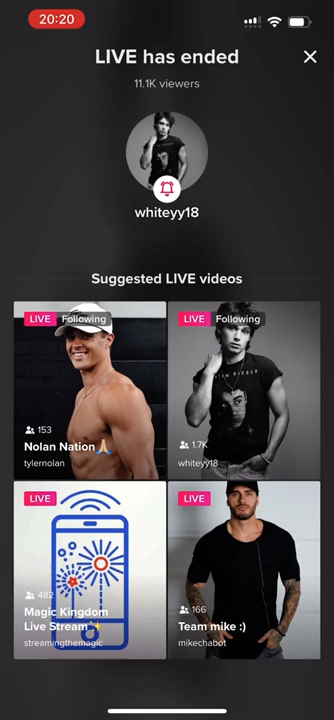 20:20
LIVE has ended
11.1K viewers
whiteyy18
Suggested LIVE videos
LIVE Following
153
Nolan Nation🙏
tylernolan
LIVE Following
1.7K
whiteyy18
LIVE
482
Magic Kingdom
Live Stream✨
streamingthemagic
LIVE
166
Team mike :)
mikechabot